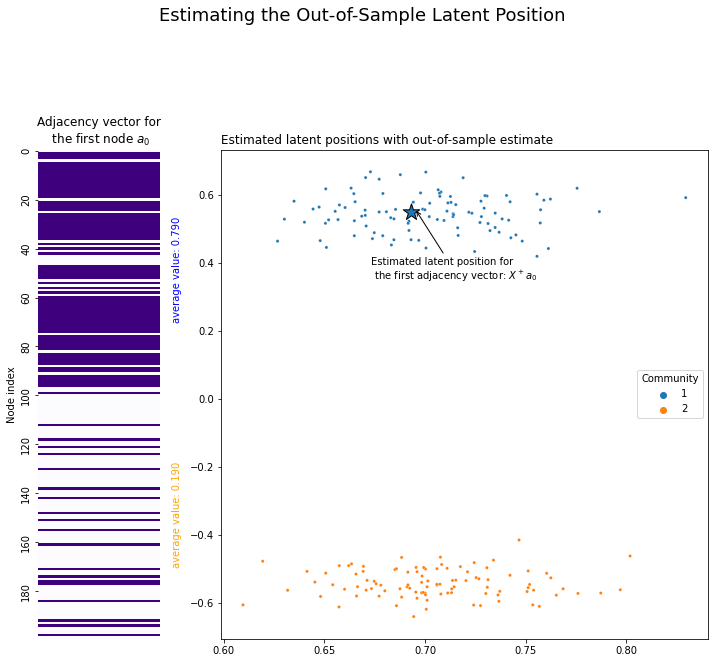 Estimating the Out-of-Sample Latent Position
Adjacency vector for
the first node a₀
Estimated latent positions with out-of-sample estimate
0
20
40
60
80
100
120
140
160
180
Node index
average value: 0.790
average value: 0.190
0.6
0.4
0.2
0.0
−0.2
−0.4
−0.6
Estimated latent position for
the first adjacency vector: X⁺a₀
Community
1
2
0.60
0.65
0.70
0.75
0.80